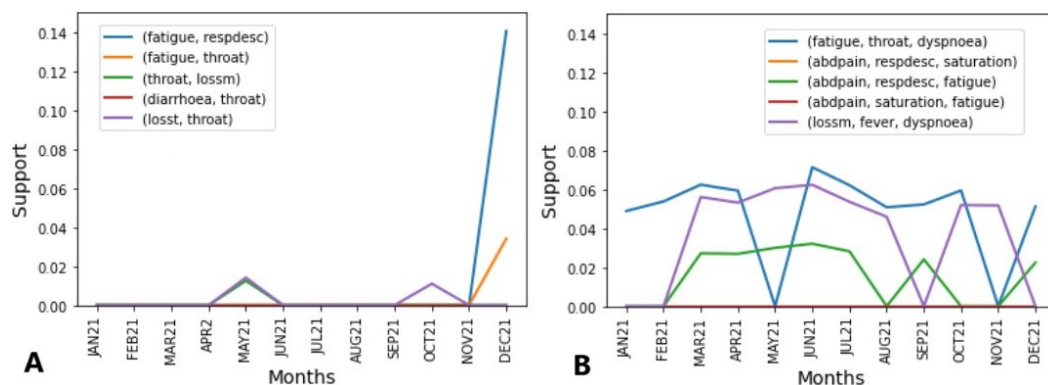 0.14
0.12
0.10
0.08
0.06
0.04
0.02
0.00
Support
(fatigue, respdesc)
(fatigue, throat)
(throat, lossm)
(diarrhoea, throat)
(losst, throat)
JAN21
FEB21
MAR21
APR2
MAY21
JUN21
JUL21
AUG21
SEP21
OCT21
NOV21
DEC21
Months
A
0.14
0.12
0.10
0.08
0.06
0.04
0.02
0.00
Support
(fatigue, throat, dyspnoea)
(abdpain, respdesc, saturation)
(abdpain, respdesc, fatigue)
(abdpain, saturation, fatigue)
(lossm, fever, dyspnoea)
JAN21
FEB21
MAR21
APR21
MAY21
JUN21
JUL21
AUG21
SEP21
OCT21
NOV21
DEC21
Months
B